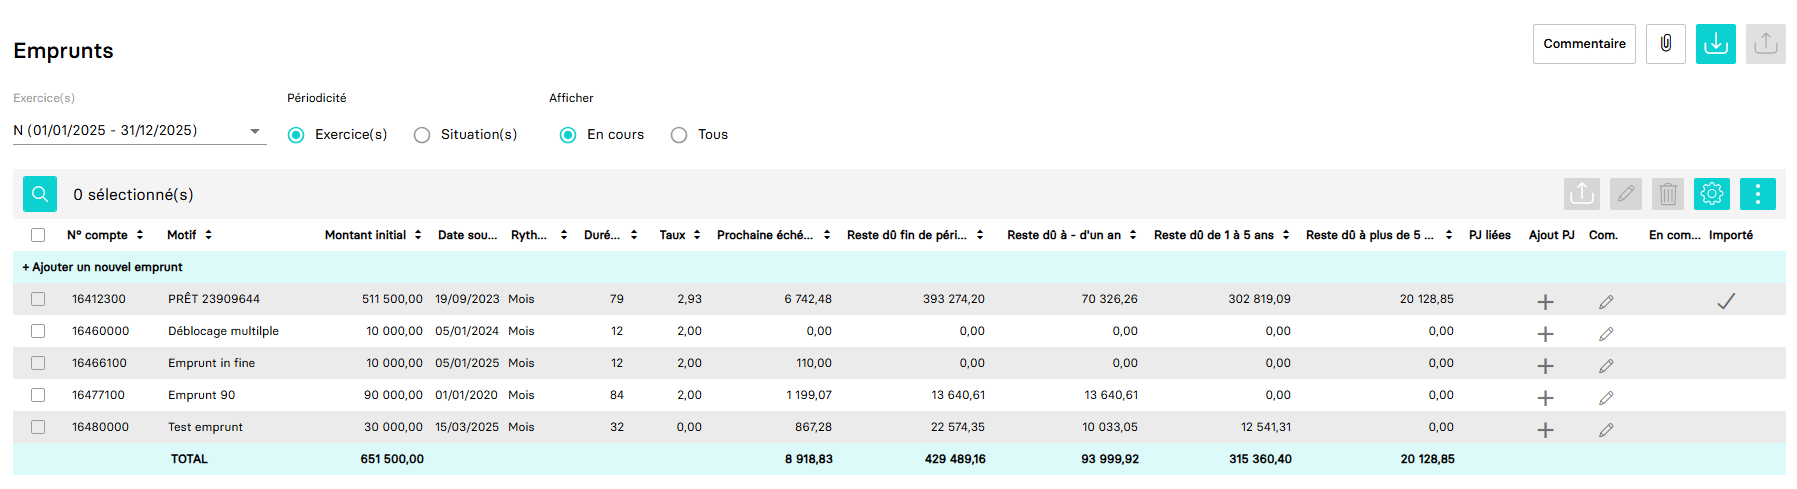 Emprunts
Commentaire
Exercice(s) Périodicité Afficher
N (01/01/2025 - 31/12/2025) Exercice(s) Situation(s) En cours Tous
0 sélectionné(s)
N° compte Motif Montant initial Date sou... Ryth... Duré... Taux Prochaine éché... Reste dû fin de péri... Reste dû à - d'un an Reste dû de 1 à 5 ans Reste dû à plus de 5 ... PJ liées Ajout PJ Com. En com... Importé
+ Ajouter un nouvel emprunt
16412300 PRÊT 23909644 511 500,00 19/09/2023 Mois 79 2,93 6 742,48 393 274,20 70 326,26 302 819,09 20 128,85
16460000 Déblocage multilple 10 000,00 05/01/2024 Mois 12 2,00 0,00 0,00 0,00 0,00 0,00
16466100 Emprunt in fine 10 000,00 05/01/2025 Mois 12 2,00 110,00 0,00 0,00 0,00 0,00
16477100 Emprunt 90 90 000,00 01/01/2020 Mois 84 2,00 1 199,07 13 640,61 13 640,61 0,00 0,00
16480000 Test emprunt 30 000,00 15/03/2025 Mois 32 0,00 867,28 22 574,35 10 033,05 12 541,31 0,00
TOTAL 651 500,00 8 918,83 429 489,16 93 999,92 315 360,40 20 128,85